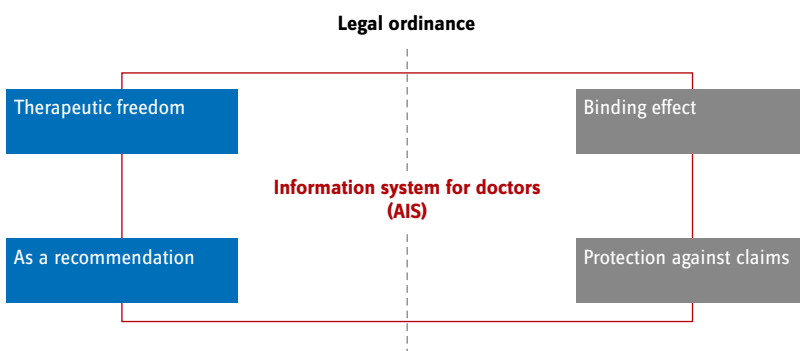 Legal ordinance
Therapeutic freedom
Binding effect
Information system for doctors
(AIS)
As a recommendation
Protection against claims